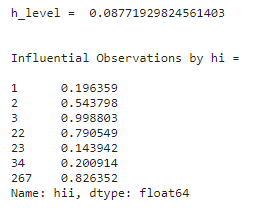 h_level =  0.08771929824561403
Influential Observations by hi =
1      0.196359
2      0.543798
3      0.998803
22     0.790549
23     0.143942
34     0.200914
267    0.826352
Name: hii, dtype: float64